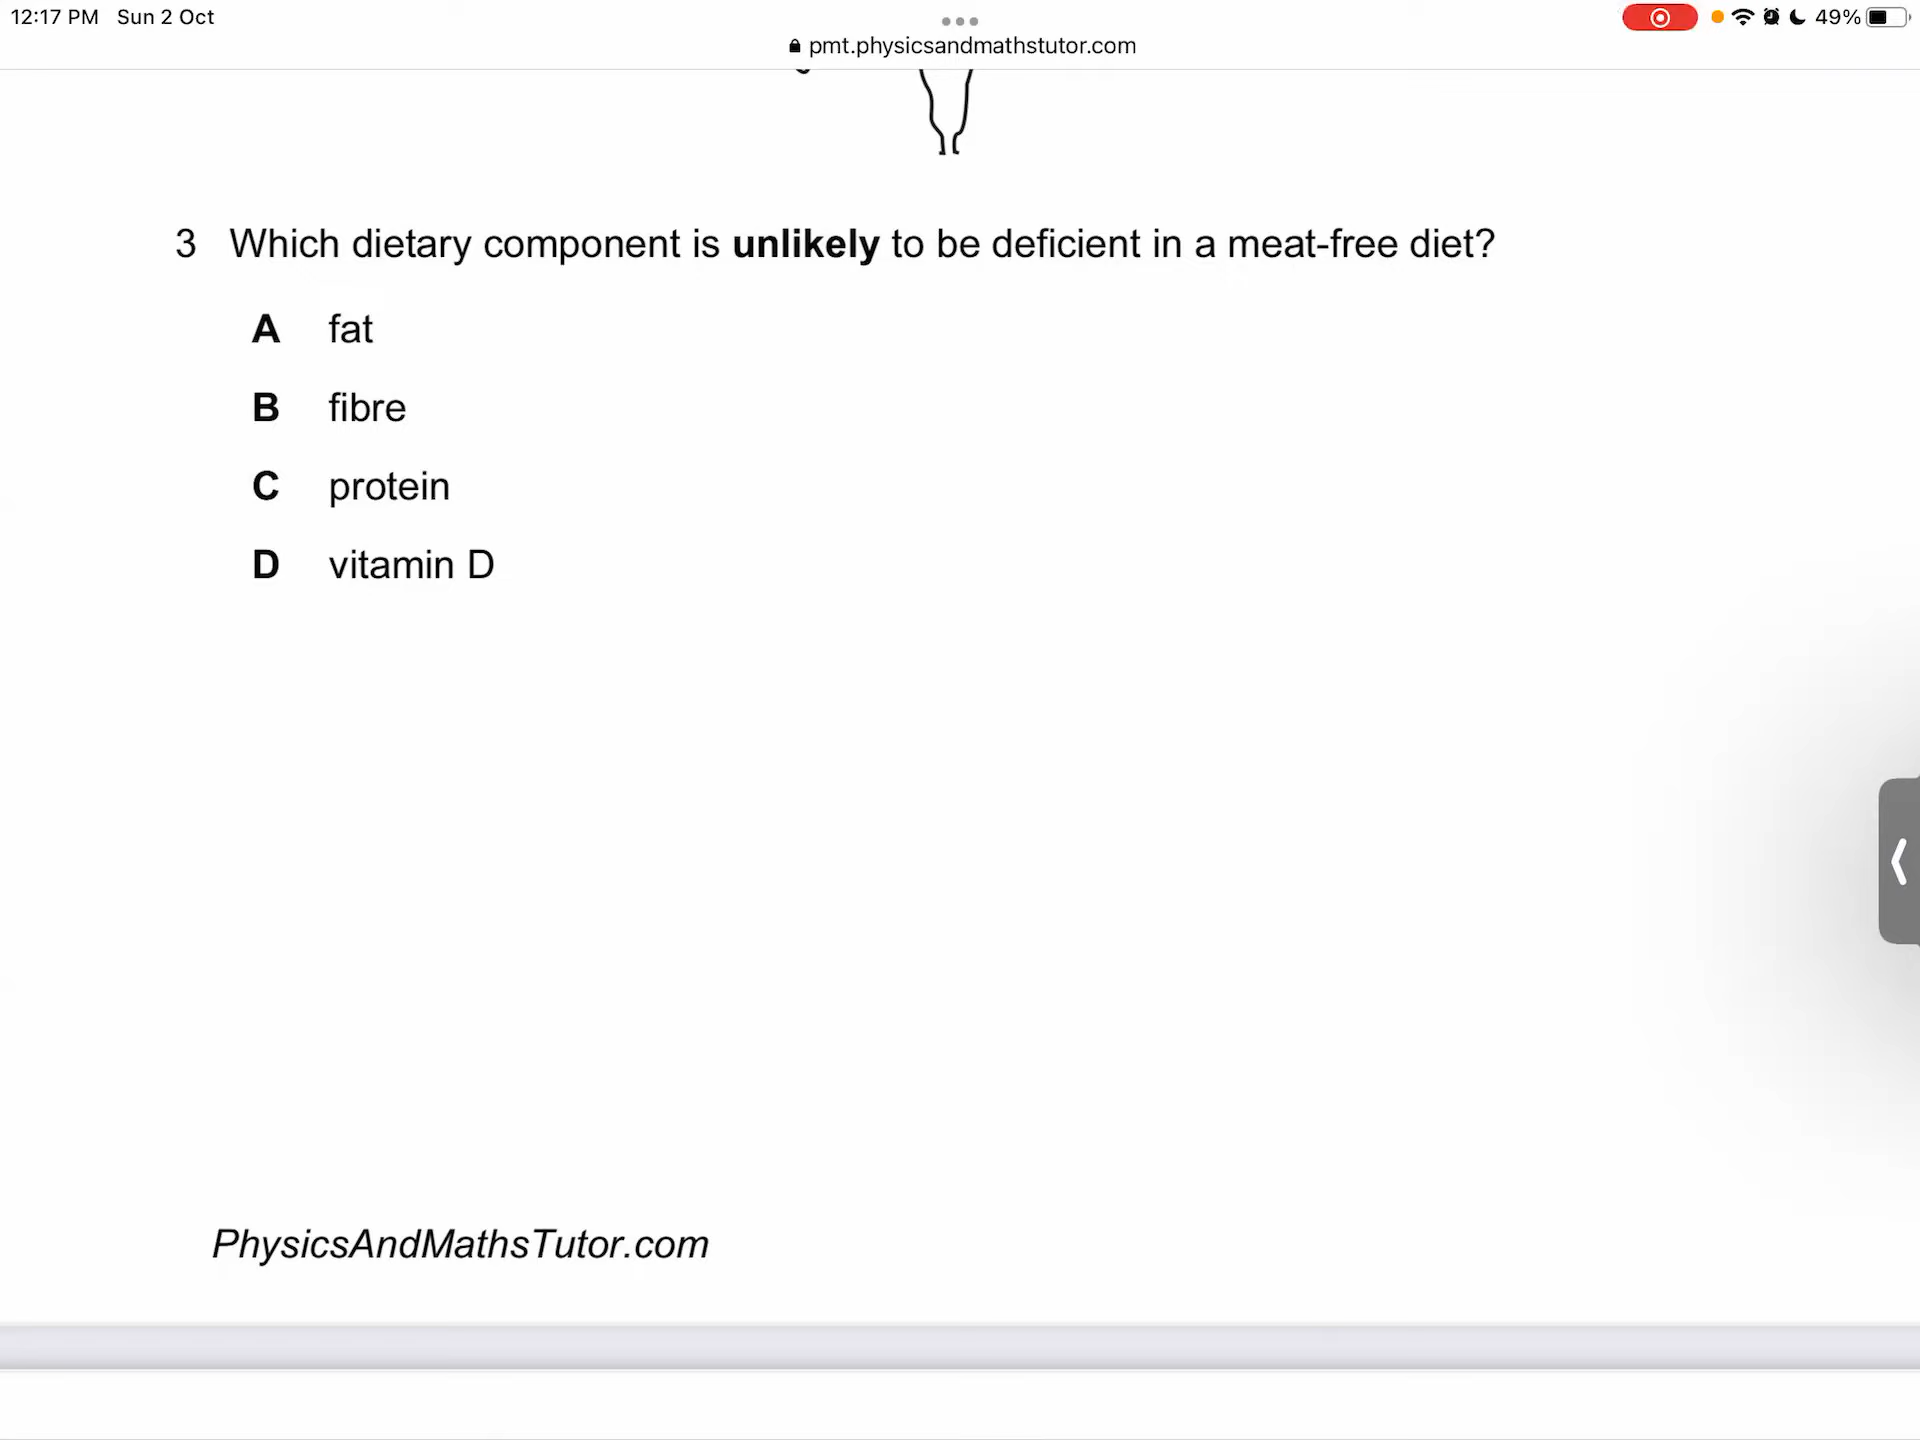 12:17 PM Sun 2 Oct
49%
pmt.physicsandmathstutor.com
3 Which dietary component is unlikely to be deficient in a meat-free diet?
A fat
B fibre
C protein
D vitamin D
PhysicsAndMathsTutor.com